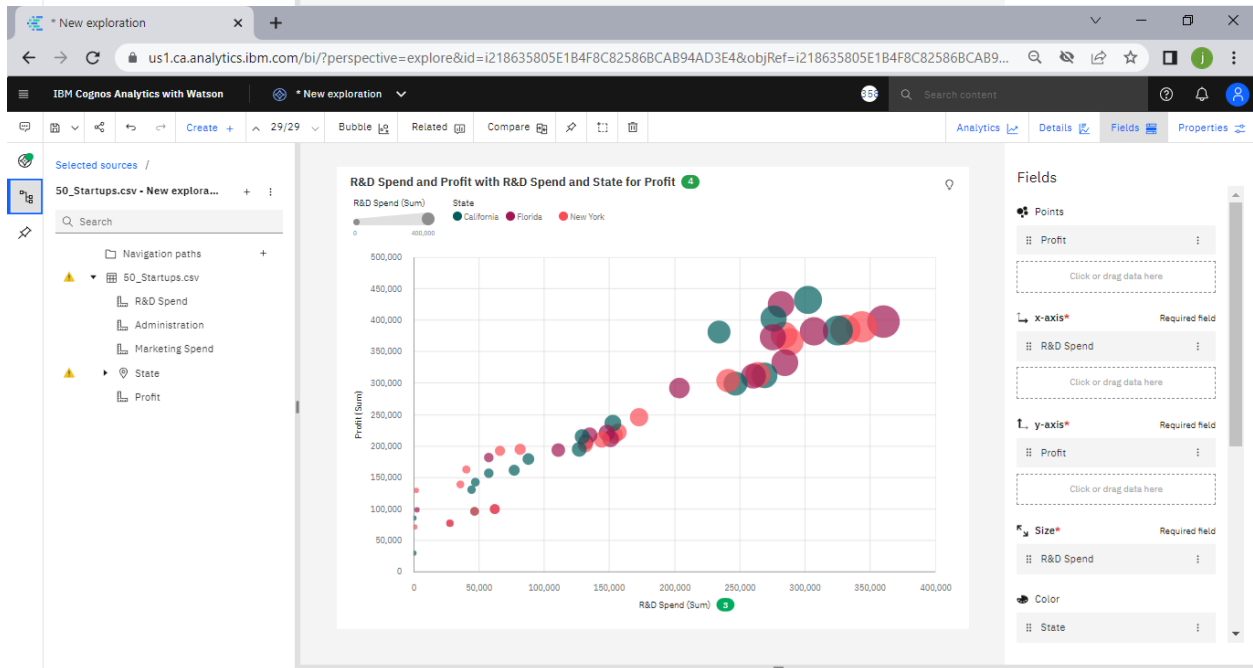 * New exploration
us1.ca.analytics.ibm.com/bi/?perspective=explore&id=i218635805E1B4F8C82586BCAB94AD3E4&objRef=i218635805E1B4F8C82586BCAB9...
j
IBM Cognos Analytics with Watson
* New exploration
358
Search content
Create +
29/29
Bubble
Related
Compare
Analytics
Details
Fields
Properties
Selected sources /
50_Startups.csv - New explora...
Search
Navigation paths
50_Startups.csv
R&D Spend
Administration
Marketing Spend
State
Profit
R&D Spend and Profit with R&D Spend and State for Profit 4
R&D Spend (Sum)
0
400,000
State
California
Florida
New York
Profit (Sum)
500,000
450,000
400,000
350,000
300,000
250,000
200,000
150,000
100,000
50,000
0
0 50,000 100,000 150,000 200,000 250,000 300,000 350,000 400,000
R&D Spend (Sum) 3
Fields
Points
Profit
Click or drag data here
x-axis* Required field
R&D Spend
Click or drag data here
y-axis* Required field
Profit
Click or drag data here
Size* Required field
R&D Spend
Color
State